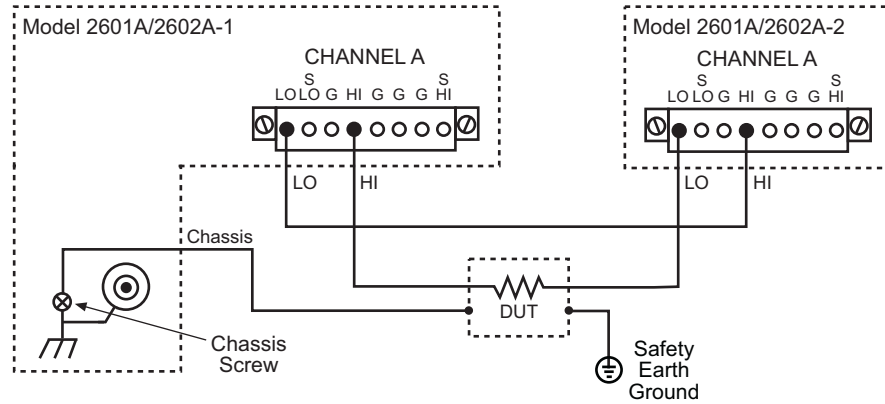 Model 2601A/2602A-1
CHANNEL A
S S
LO LO G HI G G G HI
LO HI
Model 2601A/2602A-2
CHANNEL A
S S
LO LO G HI G G G HI
LO HI
Chassis
DUT
Chassis
Screw
Safety
Earth
Ground